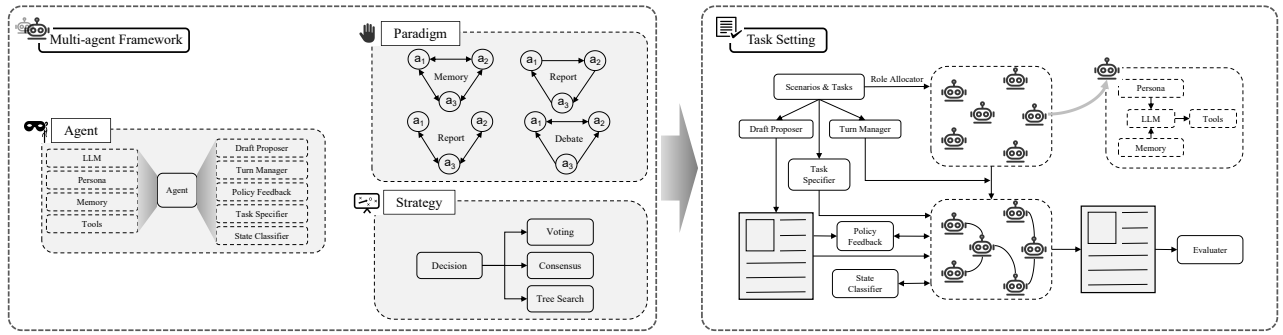 Multi-agent Framework
Agent
LLM
Persona
Memory
Tools
Agent
Draft Proposer
Turn Manager
Policy Feedback
Task Specifier
State Classifier
Paradigm
a1
a2
Memory
a3
a1
a2
Report
a3
a1
a2
Report
a3
a1
a2
Debate
a3
Strategy
Decision
Voting
Consensus
Tree Search
Task Setting
Scenarios & Tasks
Role Allocator
Draft Proposer
Turn Manager
Task
Specifier
Persona
LLM
Tools
Memory
Policy
Feedback
State
Classifier
Evaluater